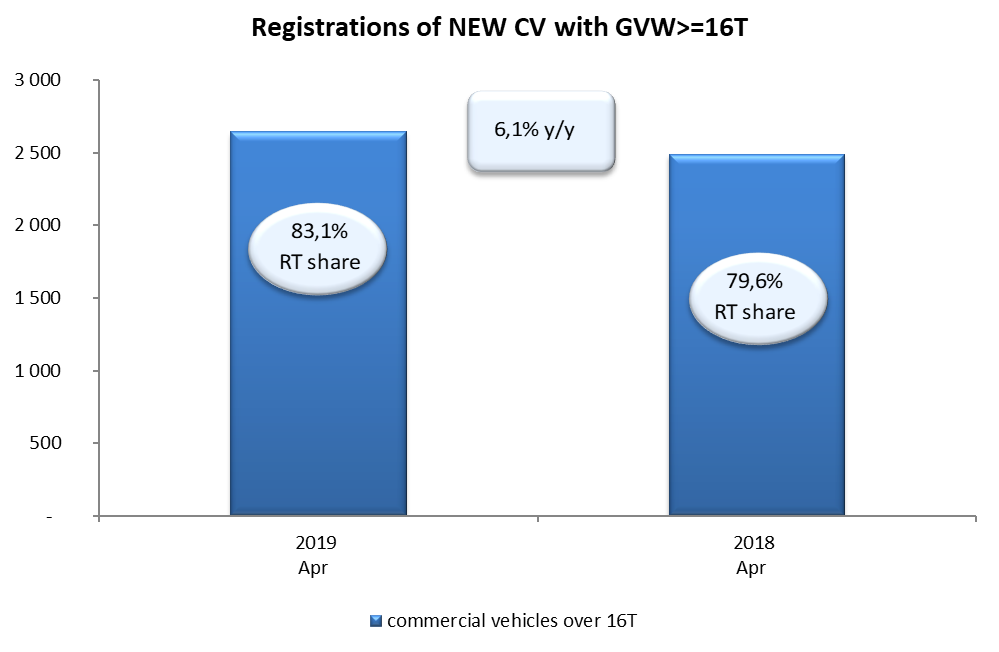 Registrations of NEW CV with GVW>=16T
3 000
2 500
2 000
1 500
1 000
500
-
6,1% y/y
83,1%
RT share
79,6%
RT share
2019
Apr
2018
Apr
commercial vehicles over 16T